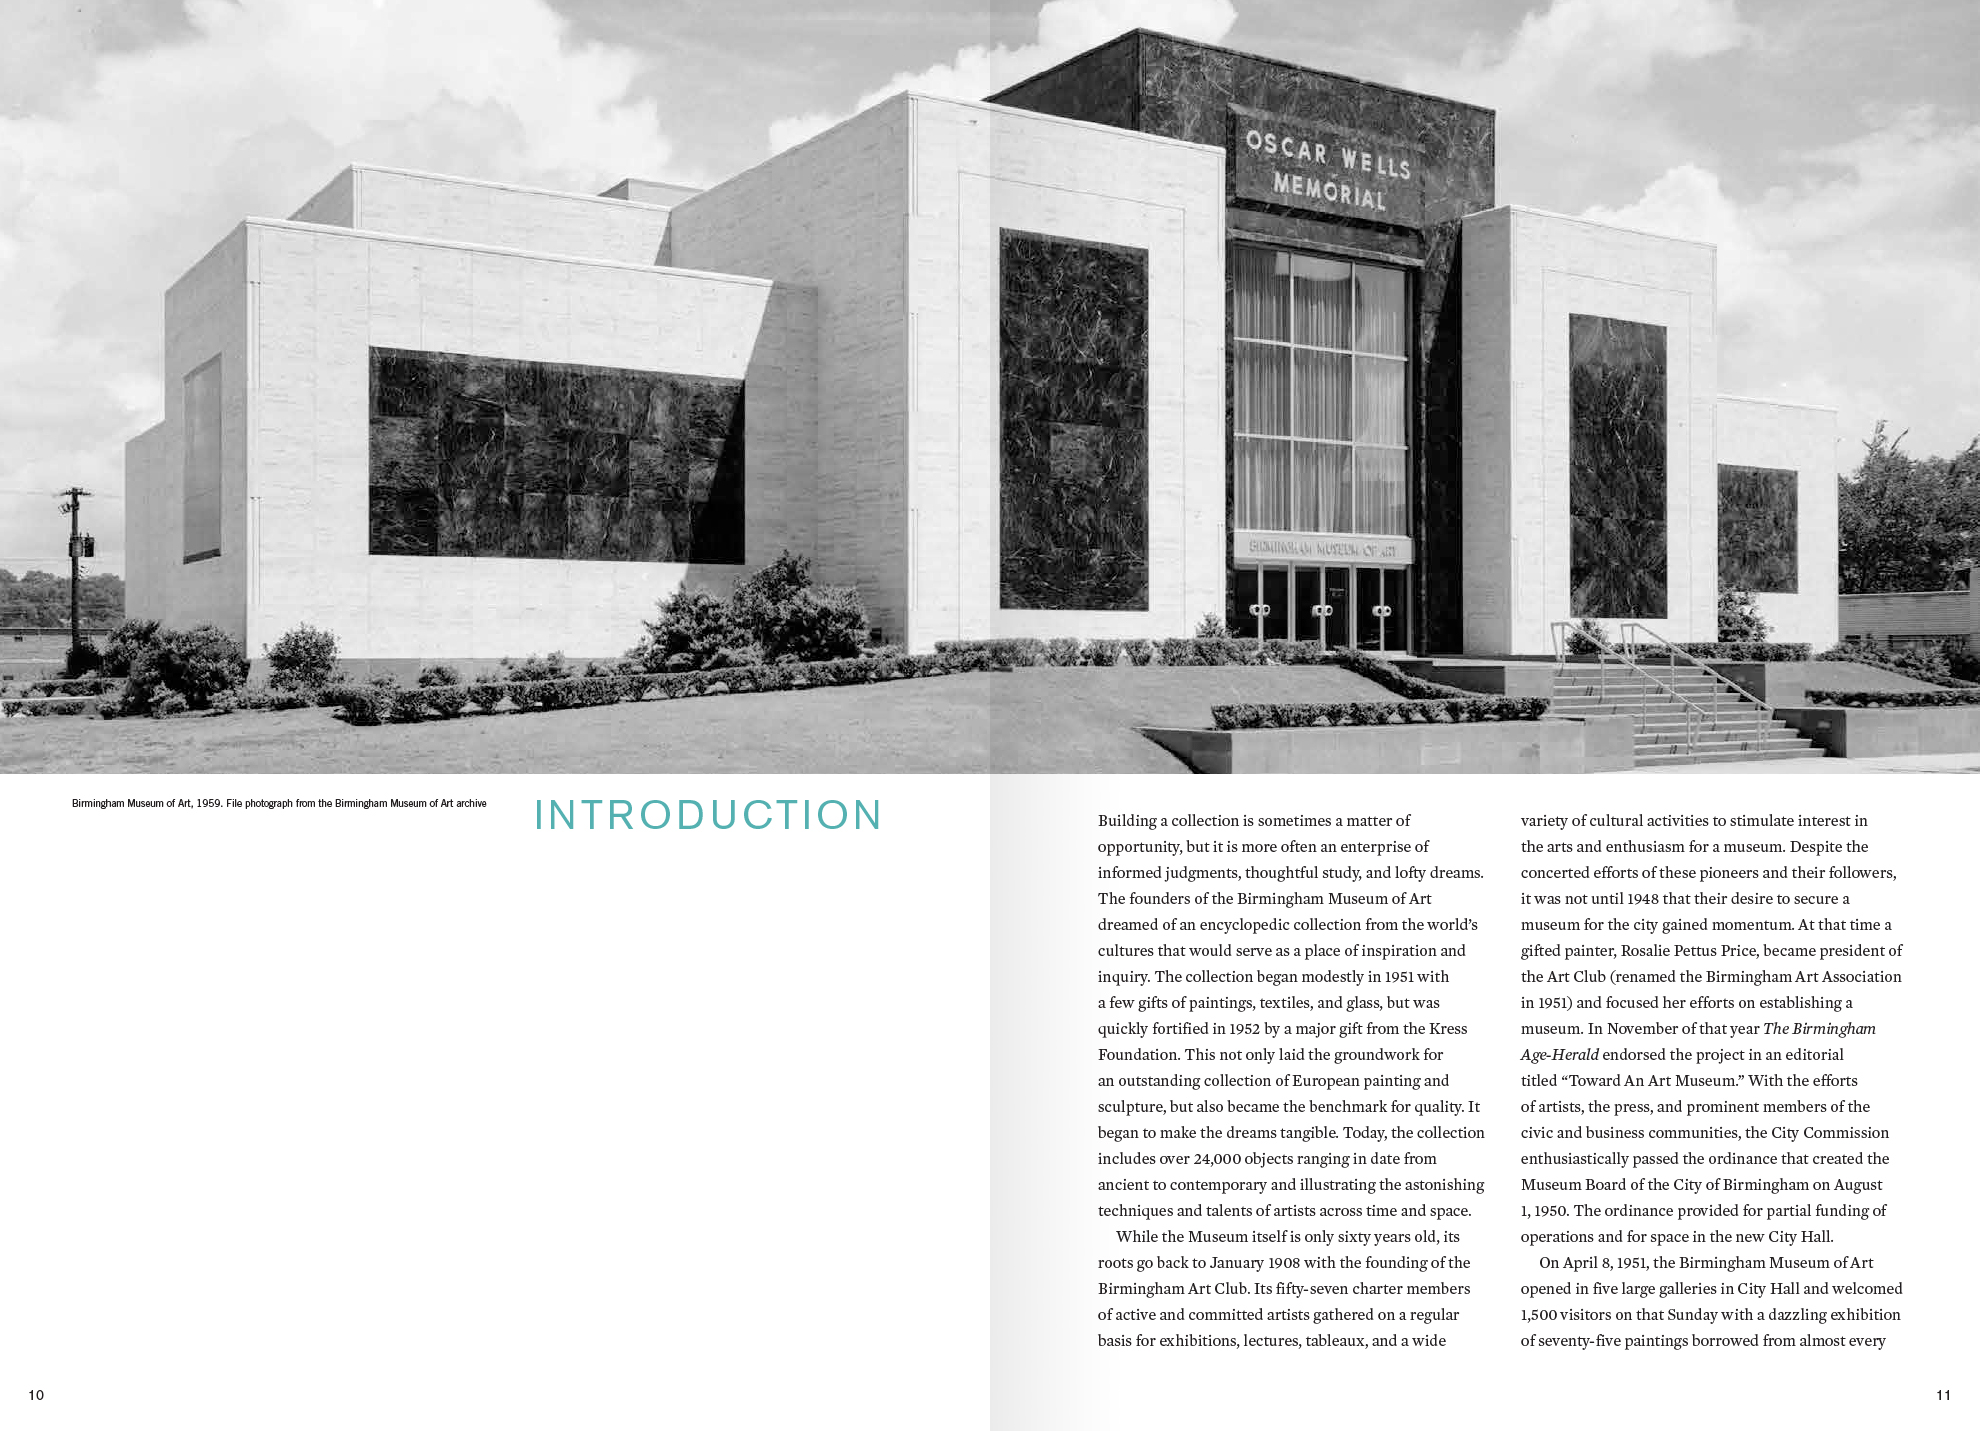 OSCAR WELLS
MEMORIAL
BIRMINGHAM MUSEUM OF ART
Birmingham Museum of Art, 1959. File photograph from the Birmingham Museum of Art archive
INTRODUCTION
Building a collection is sometimes a matter of
opportunity, but it is more often an enterprise of
informed judgments, thoughtful study, and lofty dreams.
The founders of the Birmingham Museum of Art
dreamed of an encyclopedic collection from the world’s
cultures that would serve as a place of inspiration and
inquiry. The collection began modestly in 1951 with
a few gifts of paintings, textiles, and glass, but was
quickly fortified in 1952 by a major gift from the Kress
Foundation. This not only laid the groundwork for
an outstanding collection of European painting and
sculpture, but also became the benchmark for quality. It
began to make the dreams tangible. Today, the collection
includes over 24,000 objects ranging in date from
ancient to contemporary and illustrating the astonishing
techniques and talents of artists across time and space.
While the Museum itself is only sixty years old, its
roots go back to January 1908 with the founding of the
Birmingham Art Club. Its fifty-seven charter members
of active and committed artists gathered on a regular
basis for exhibitions, lectures, tableaux, and a wide
variety of cultural activities to stimulate interest in
the arts and enthusiasm for a museum. Despite the
concerted efforts of these pioneers and their followers,
it was not until 1948 that their desire to secure a
museum for the city gained momentum. At that time a
gifted painter, Rosalie Pettus Price, became president of
the Art Club (renamed the Birmingham Art Association
in 1951) and focused her efforts on establishing a
museum. In November of that year The Birmingham
Age-Herald endorsed the project in an editorial
titled “Toward An Art Museum.” With the efforts
of artists, the press, and prominent members of the
civic and business communities, the City Commission
enthusiastically passed the ordinance that created the
Museum Board of the City of Birmingham on August
1, 1950. The ordinance provided for partial funding of
operations and for space in the new City Hall.
On April 8, 1951, the Birmingham Museum of Art
opened in five large galleries in City Hall and welcomed
1,500 visitors on that Sunday with a dazzling exhibition
of seventy-five paintings borrowed from almost every
10
11